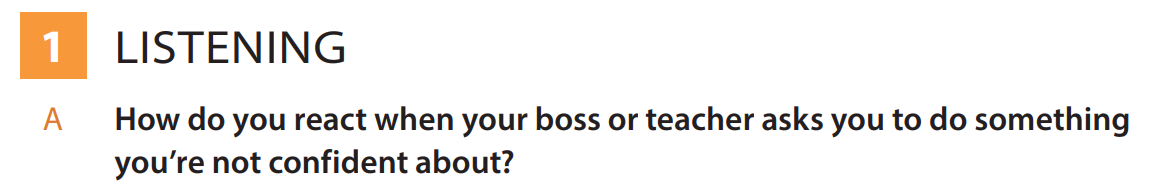 1 LISTENING
A How do you react when your boss or teacher asks you to do something
you’re not confident about?